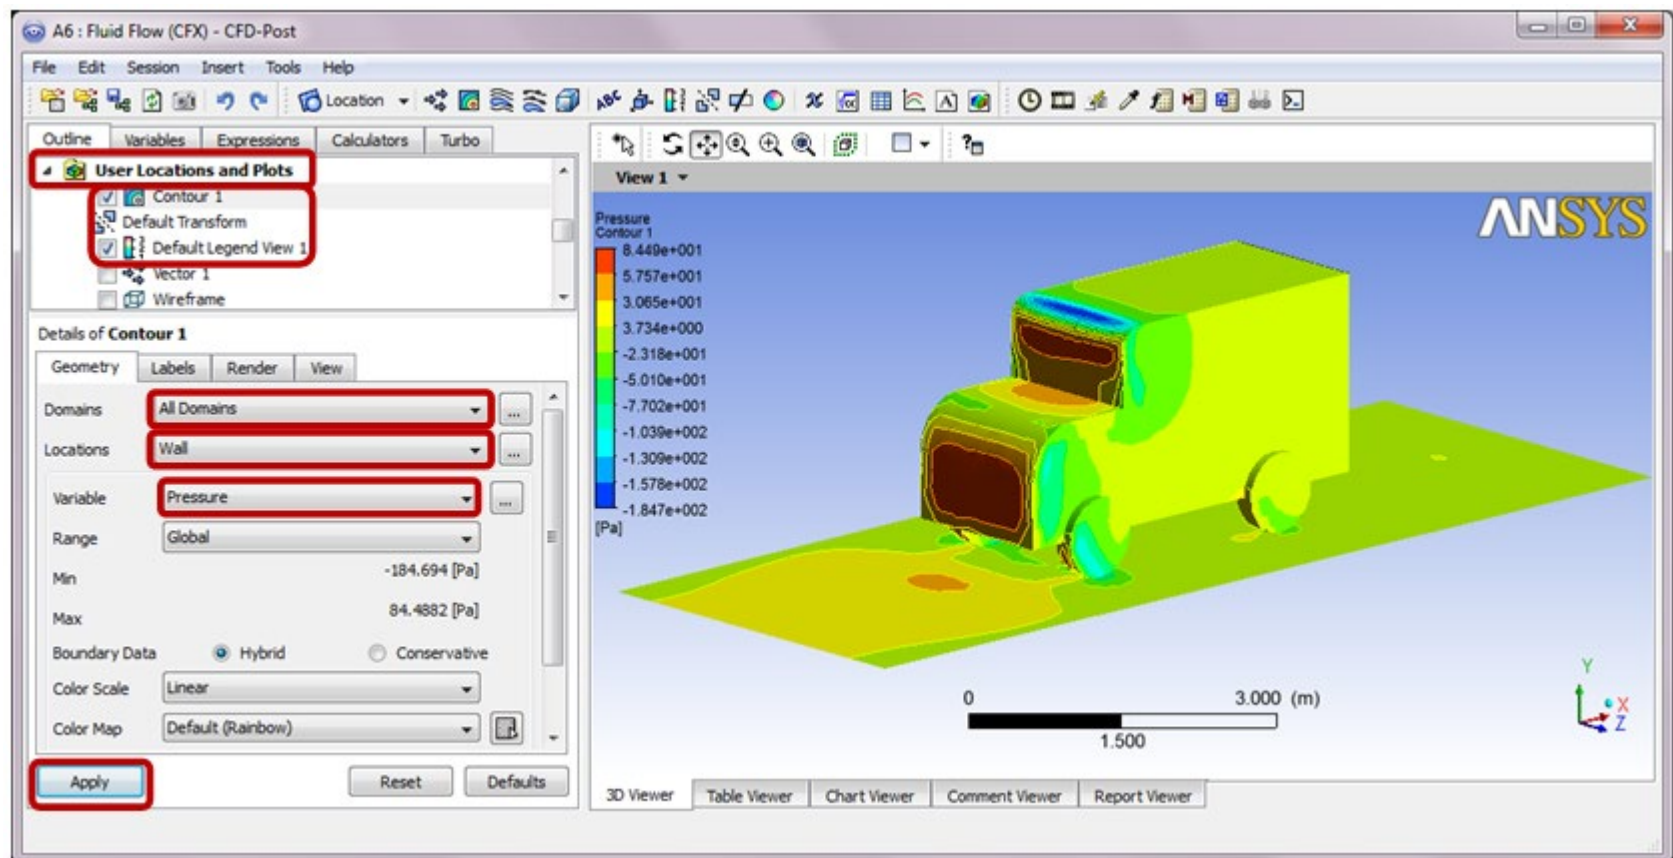 A6 : Fluid Flow (CFX) - CFD-Post
File Edit Session Insert Tools Help
Location
Outline Variables Expressions Calculators Turbo
User Locations and Plots
Contour 1
Default Transform
Default Legend View 1
Vector 1
Wireframe
Details of Contour 1
Geometry Labels Render View
Domains All Domains ...
Locations Wall ...
Variable Pressure ...
Range Global
Min -184.694 [Pa]
Max 84.4882 [Pa]
Boundary Data Hybrid Conservative
Color Scale Linear
Color Map Default (Rainbow)
Apply Reset Defaults
View 1
ANSYS
Pressure
Contour 1
8.449e+001
5.757e+001
3.065e+001
3.734e+000
-2.318e+001
-5.010e+001
-7.702e+001
-1.039e+002
-1.309e+002
-1.578e+002
-1.847e+002
[Pa]
0 3.000 (m)
1.500
Y
X
Z
3D Viewer Table Viewer Chart Viewer Comment Viewer Report Viewer